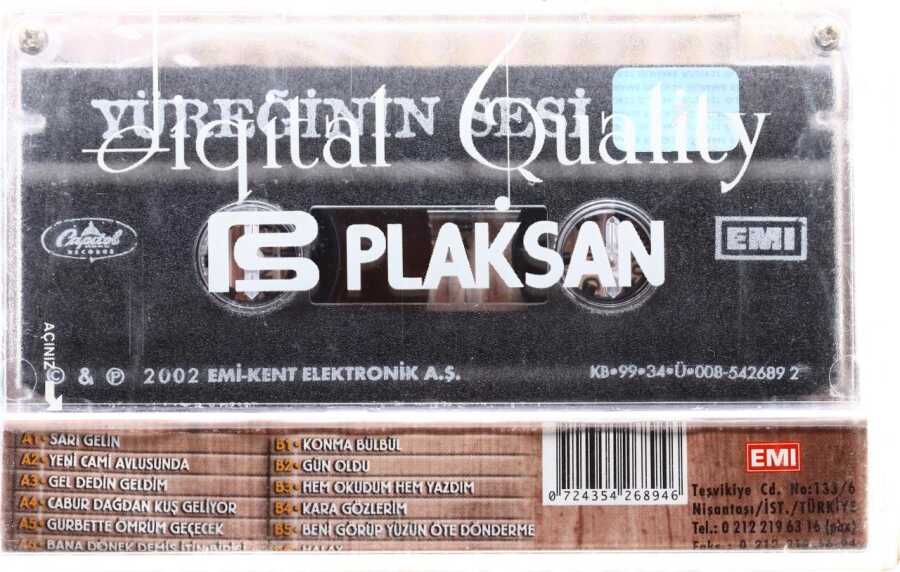 YÜREĞİNİN SESİ
Digital Quality
Capitol
RECORDS
PLAKSAN
EMI
AÇINIZ
© & ℗ 2002 EMİ-KENT ELEKTRONİK A.Ş.
KB•99•34•Ü•008-542689 2
A1• SARI GELİN
A2• YENİ CAMİ AVLUSUNDA
A3• GEL DEDİN GELDİM
A4• CABUR DAĞDAN KUŞ GELİYOR
A5• GURBETTE ÖMRÜM GEÇECEK
A6• BANA DÖNEK DEMİŞ
B1• KONMA BÜLBÜL
B2• GÜN OLDU
B3• HEM OKUDUM HEM YAZDIM
B4• KARA GÖZLERİM
B5• BENİ GÖRÜP YÜZÜN ÖTE DÖNDERME
0 724354 268946
EMI
Teşvikiye Cd. No:133/6
Nişantaşı/İST./TÜRKİYE
Tel.: 0 212 219 63 16 (pbx)